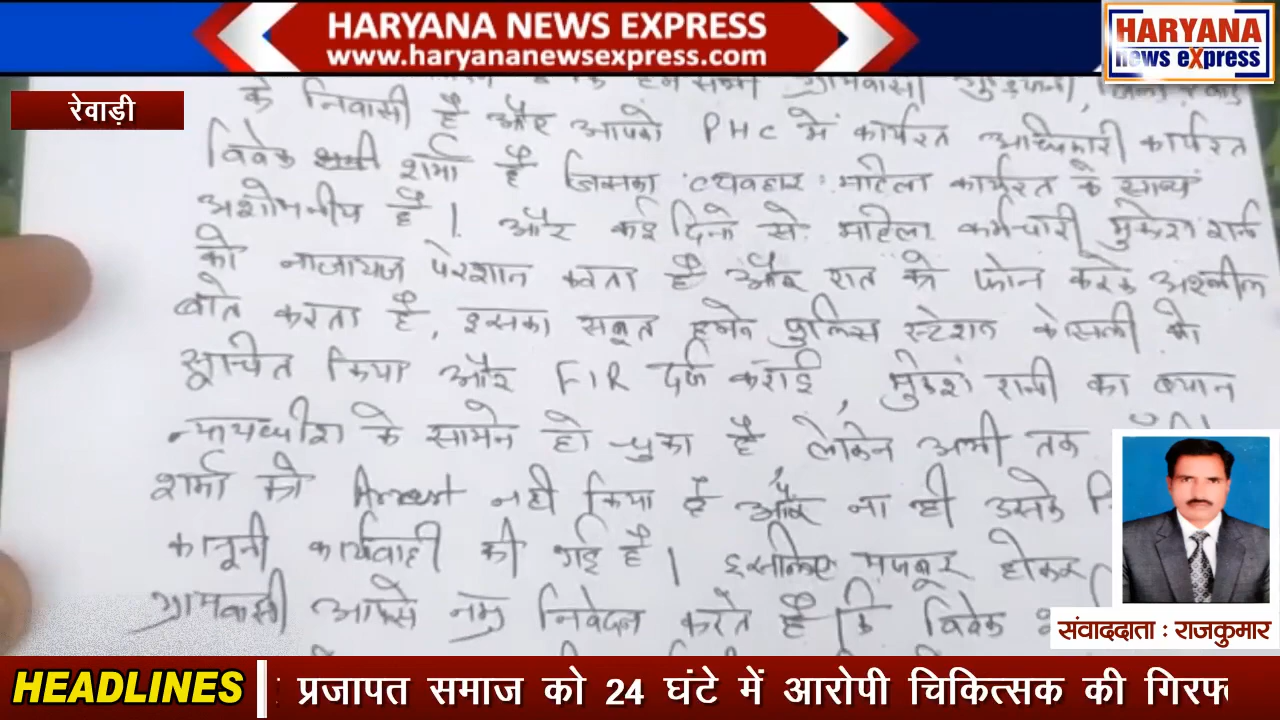 HARYANA NEWS EXPRESS
www.haryananewsexpress.com
HARYANA
news eXpress
रेवाड़ी
ग्रामवासी
के निवासी है और आपको PHC में कार्यरत अधिकारी कार्यरत
विवेक शर्मा है जिसका व्यवहार महिला कार्यरत के साथ
अशोभनीय है। और कई दिनों से महिला कर्मचारी मुकेश रानी
को नाजायज परेशान करता है और रात को फोन करके अश्लील
बाते करता है, इसका सबूत हमने पुलिस स्टेशन कोसली को
सूचित किया और FIR दर्ज कराई, मुकेश रानी का बयान
न्यायधीश के सामने हो चुका है लेकिन अभी तक
शर्मा को Arrest नही किया है और ना ही उसके
कानूनी कार्यवाही की गई है। इसलिए मजबूर होकर
ग्रामवासी आपसे नम्र निवेदन करते है कि विवेक
संवाददाता : राजकुमार
HEADLINES
प्रजापत समाज को 24 घंटे में आरोपी चिकित्सक की